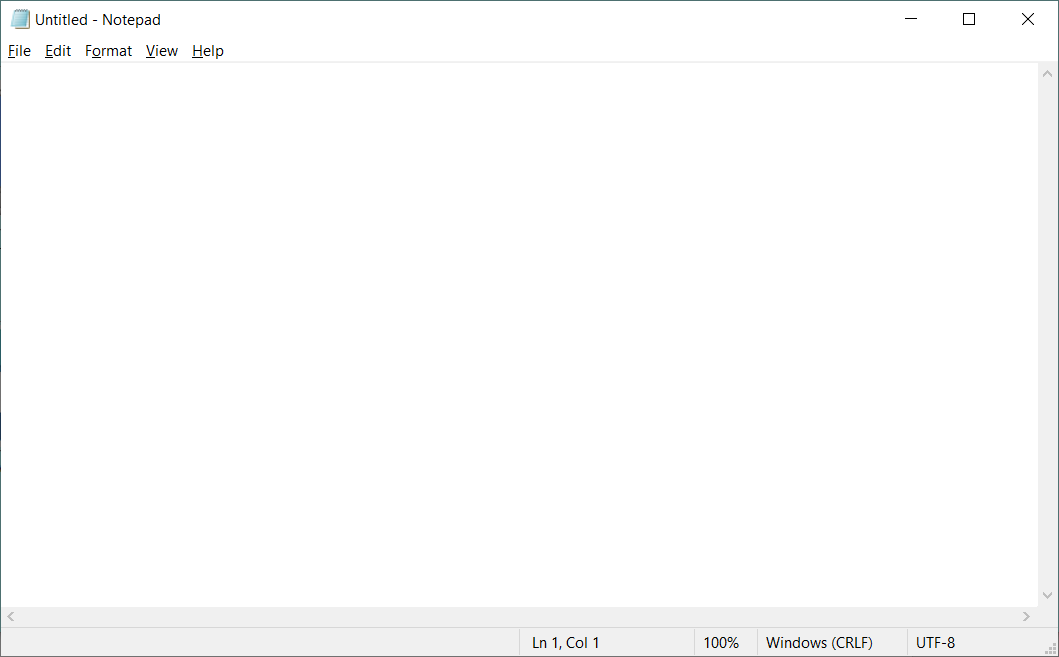 Untitled - Notepad
File Edit Format View Help
Ln 1, Col 1 100% Windows (CRLF) UTF-8